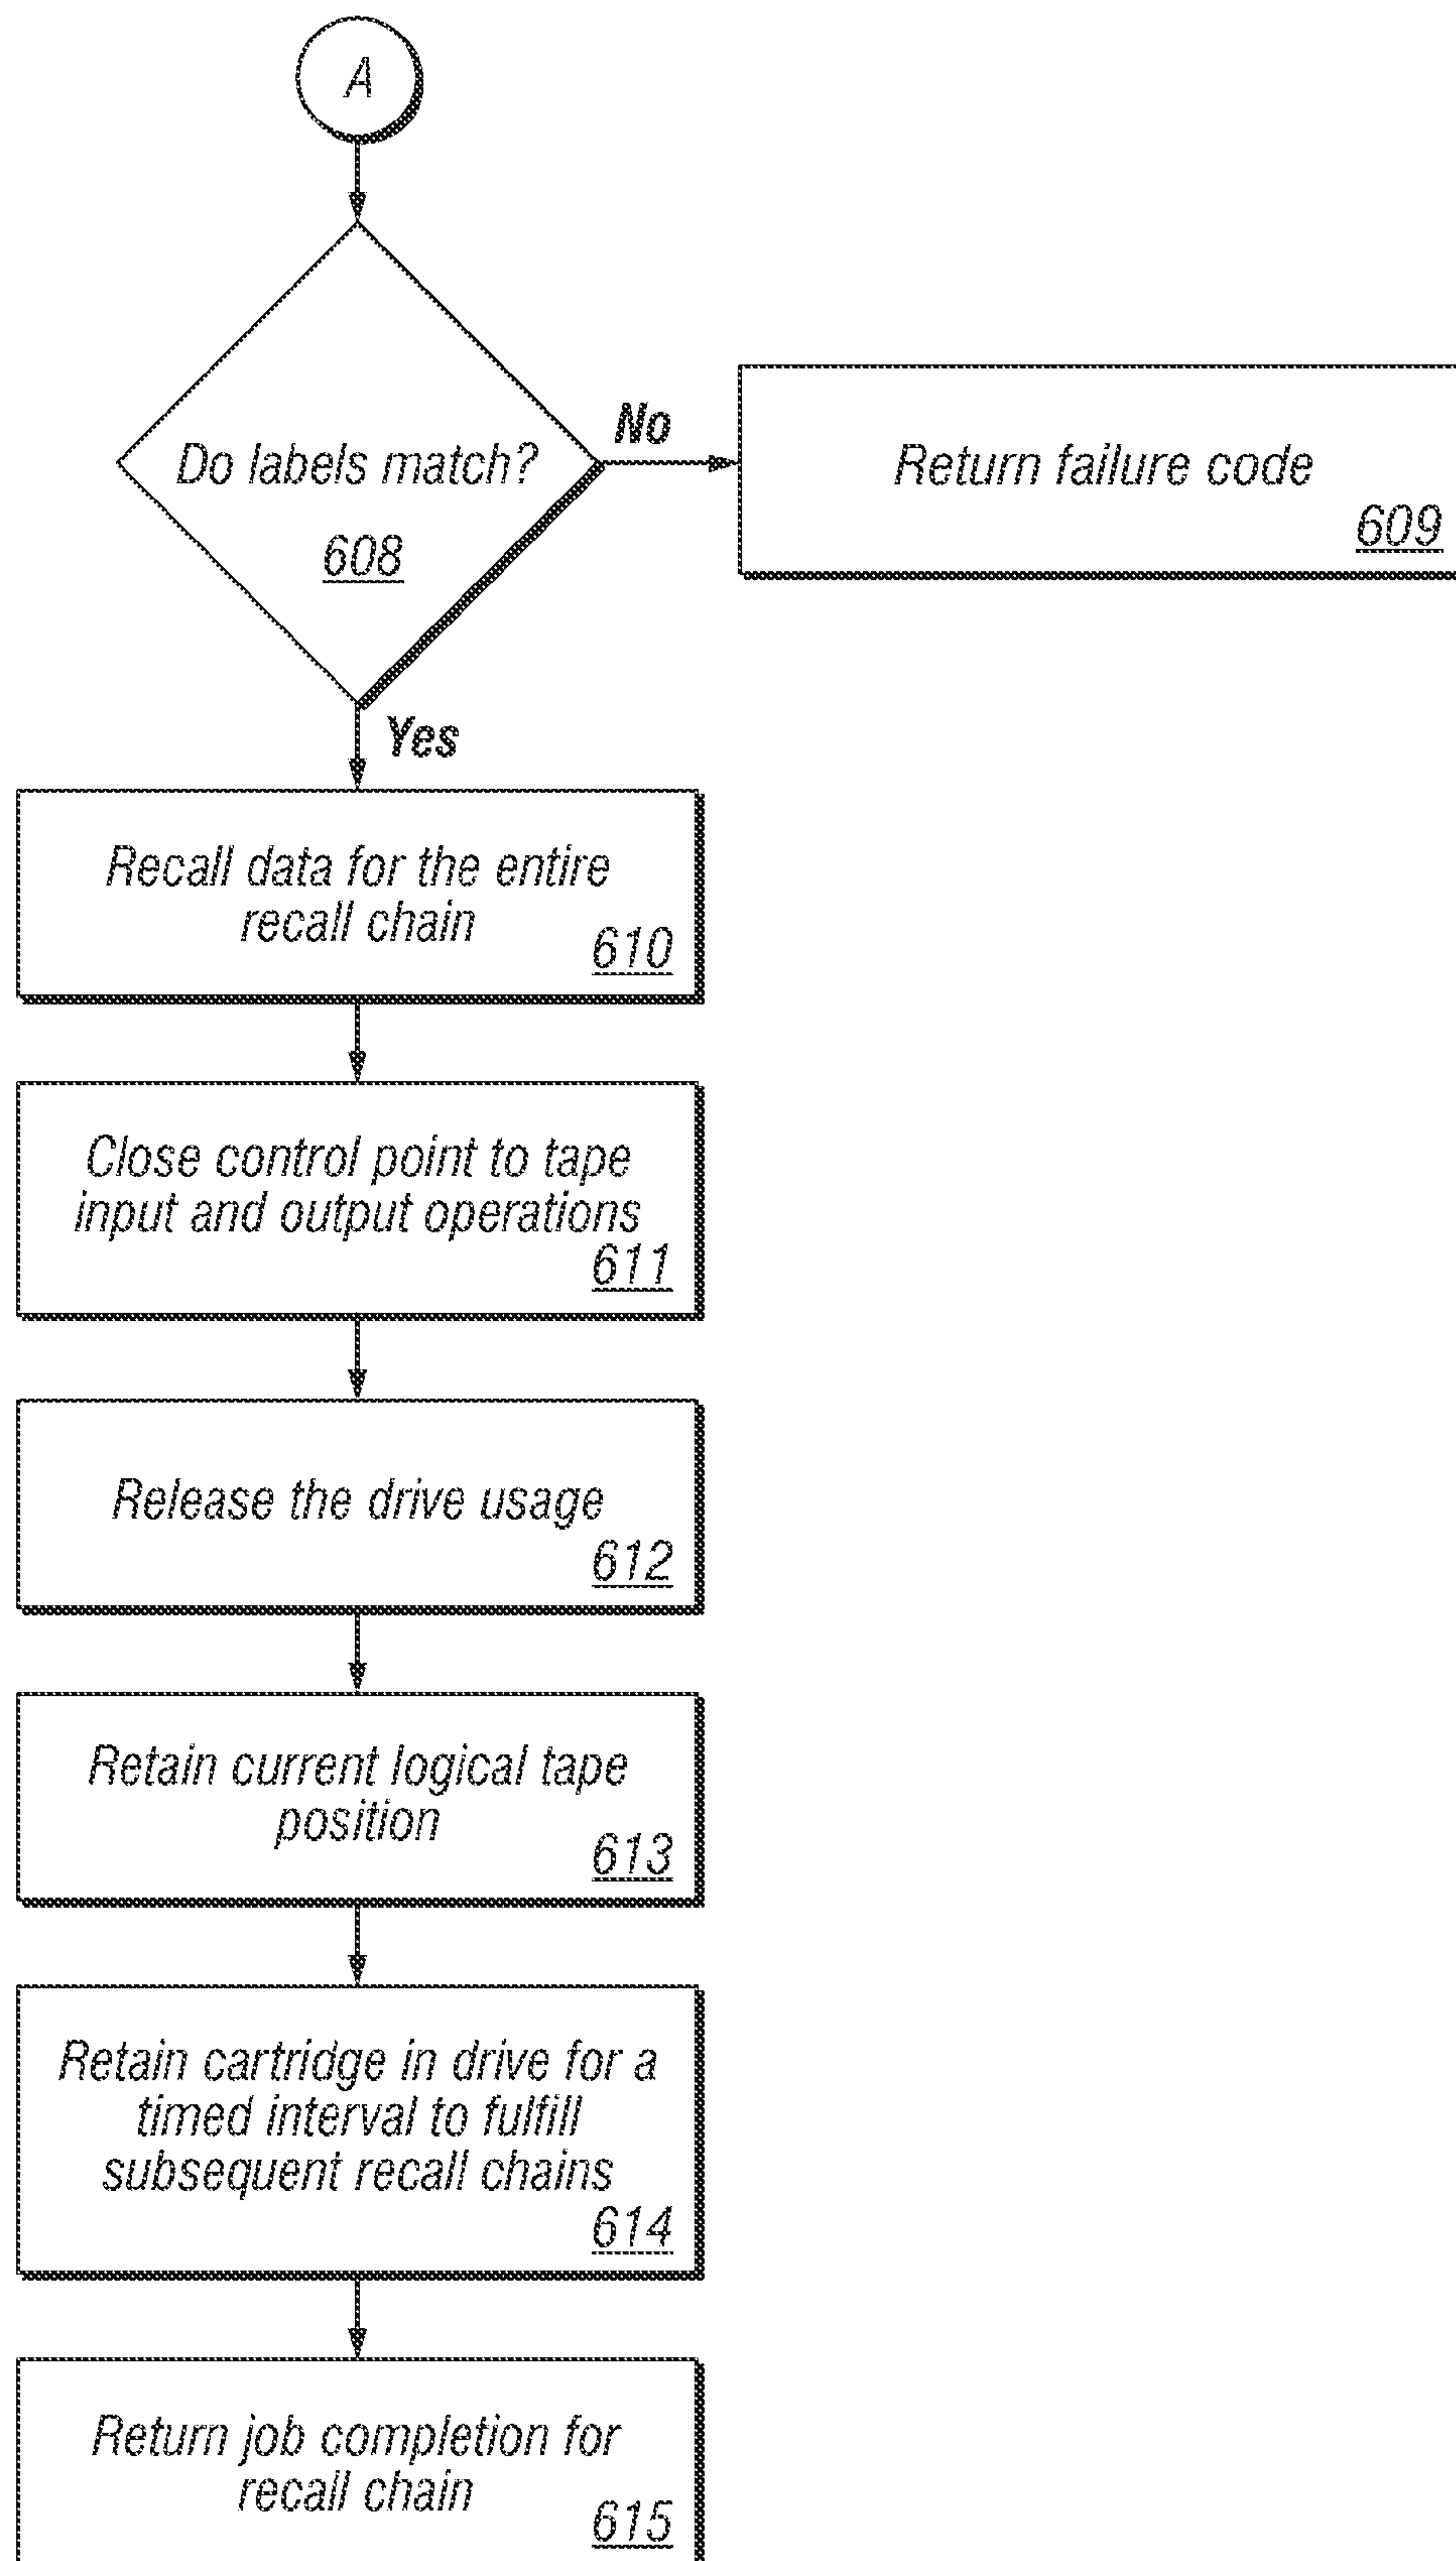 A
Do labels match?
608
No
Return failure code
609
Yes
Recall data for the entire
recall chain
610
Close control point to tape
input and output operations
611
Release the drive usage
612
Retain current logical tape
position
613
Retain cartridge in drive for a
timed interval to fulfill
subsequent recall chains
614
Return job completion for
recall chain
615